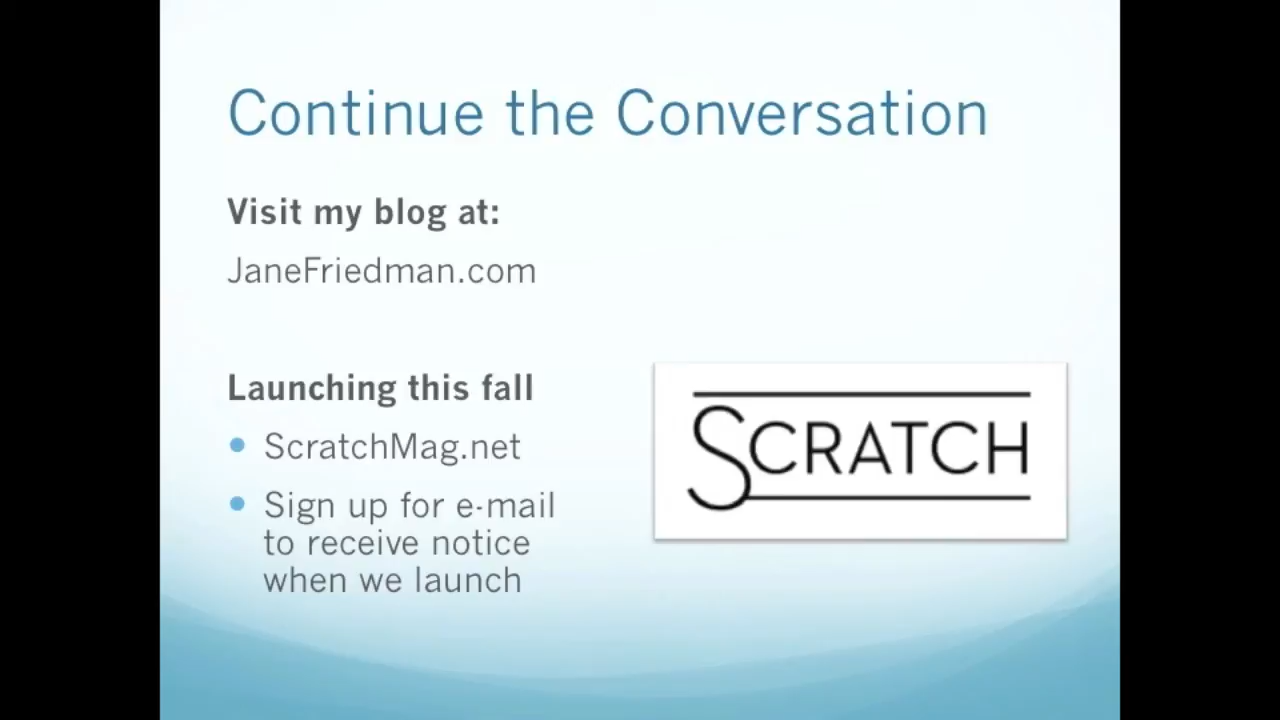 Continue the Conversation
Visit my blog at:
JaneFriedman.com
Launching this fall
ScratchMag.net
Sign up for e-mail
to receive notice
when we launch
SCRATCH